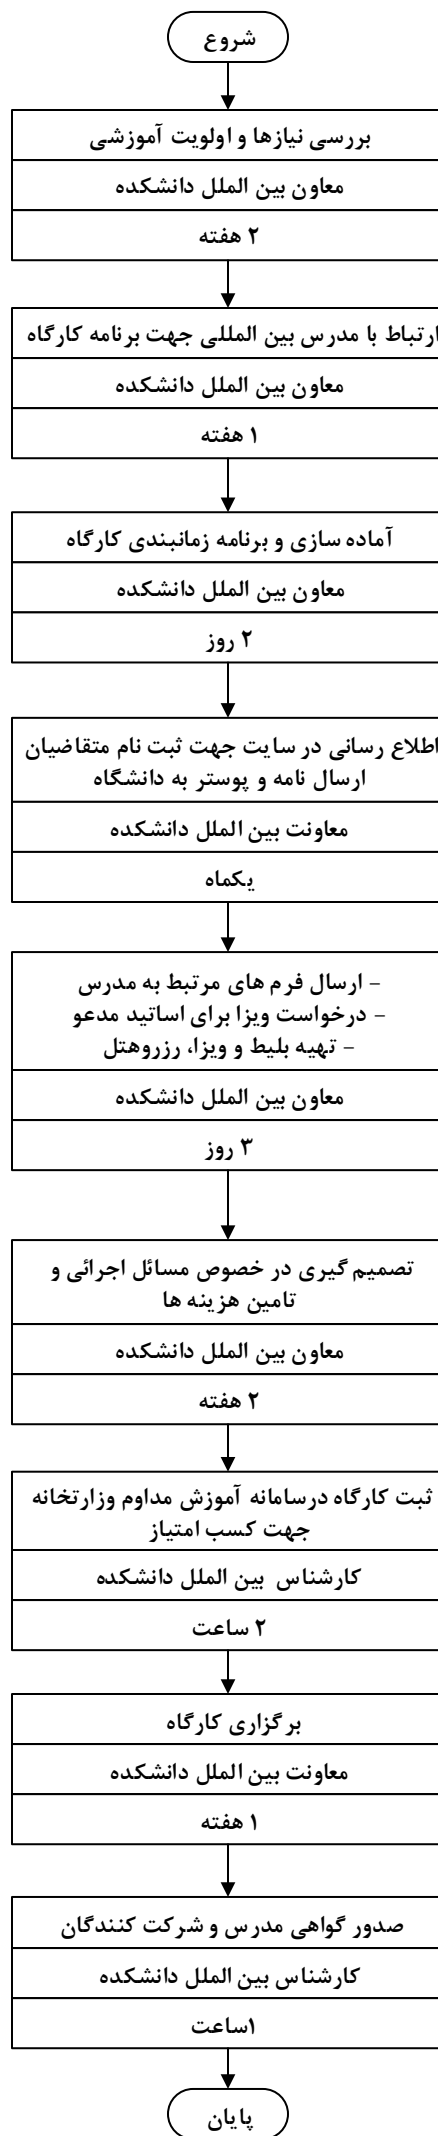 شروع
بررسی نیازها و اولویت آموزشی
معاون بین الملل دانشکده
۲ هفته
ارتباط با مدرس بین المللی جهت برنامه کارگاه
معاون بین الملل دانشکده
۱ هفته
آماده سازی و برنامه زمانبندی کارگاه
معاون بین الملل دانشکده
۲ روز
اطلاع رسانی در سایت جهت ثبت نام متقاضیان
ارسال نامه و پوستر به دانشگاه
معاونت بین الملل دانشکده
یکماه
- ارسال فرم های مرتبط به مدرس
- درخواست ویزا برای اساتید مدعو
- تهیه بلیط و ویزا، رزروهتل
معاون بین الملل دانشکده
۳ روز
تصمیم گیری در خصوص مسائل اجرائی و
تامین هزینه ها
معاون بین الملل دانشکده
۲ هفته
ثبت کارگاه درسامانه آموزش مداوم وزارتخانه
جهت کسب امتیاز
کارشناس بین الملل دانشکده
۲ ساعت
برگزاری کارگاه
معاونت بین الملل دانشکده
۱ هفته
صدور گواهی مدرس و شرکت کنندگان
کارشناس بین الملل دانشکده
۱ساعت
پایان